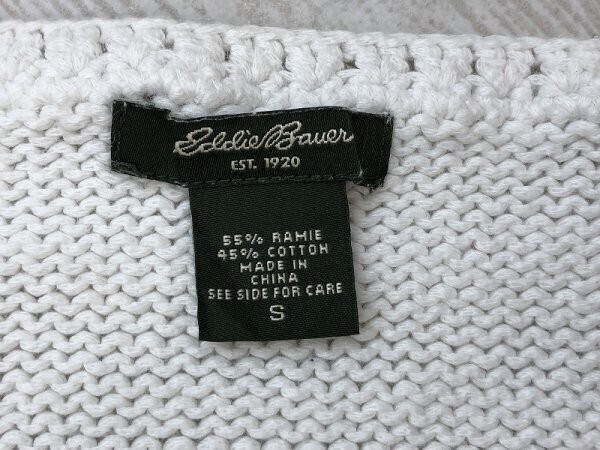 Eddie Bauer
EST. 1920
55% RAMIE
45% COTTON
MADE IN
CHINA
SEE SIDE FOR CARE
S